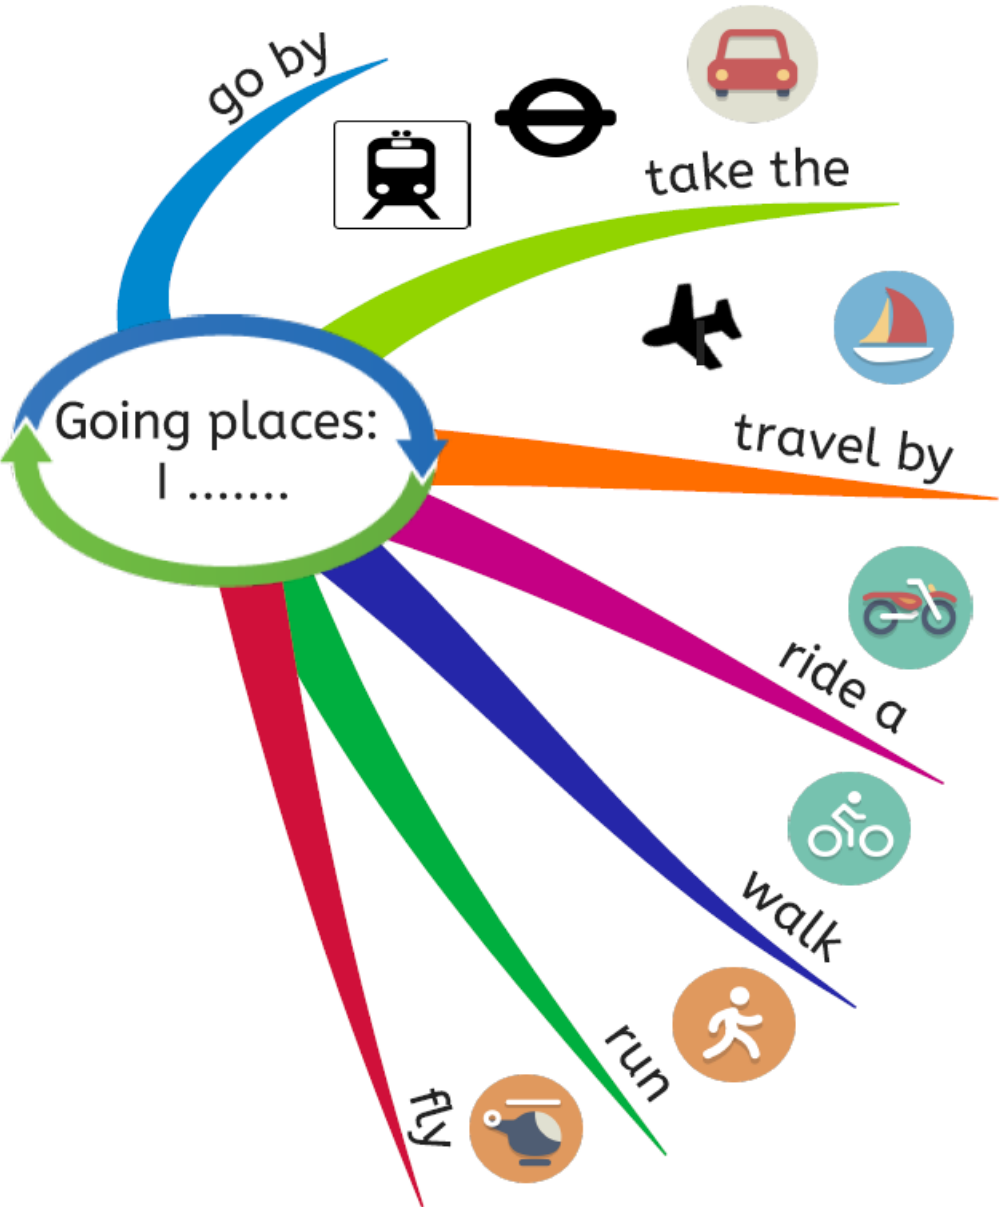 go by
take the
Going places:
I .......
travel by
ride a
walk
run
fly